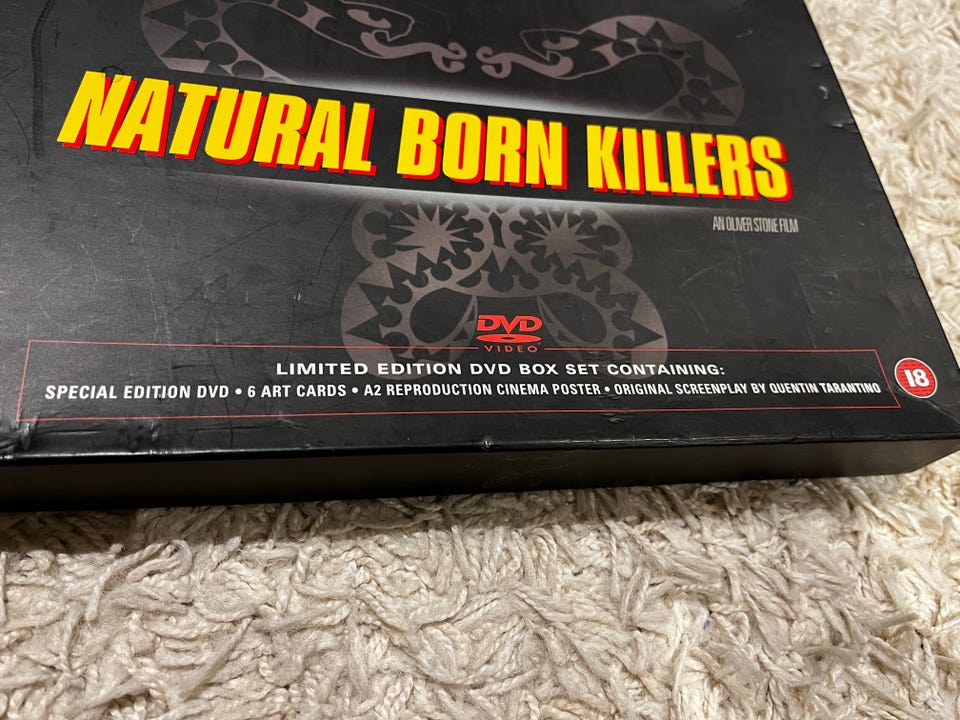 NATURAL BORN KILLERS
AN OLIVER STONE FILM
DVD
VIDEO
LIMITED EDITION DVD BOX SET CONTAINING:
SPECIAL EDITION DVD • 6 ART CARDS • A2 REPRODUCTION CINEMA POSTER • ORIGINAL SCREENPLAY BY QUENTIN TARANTINO
18